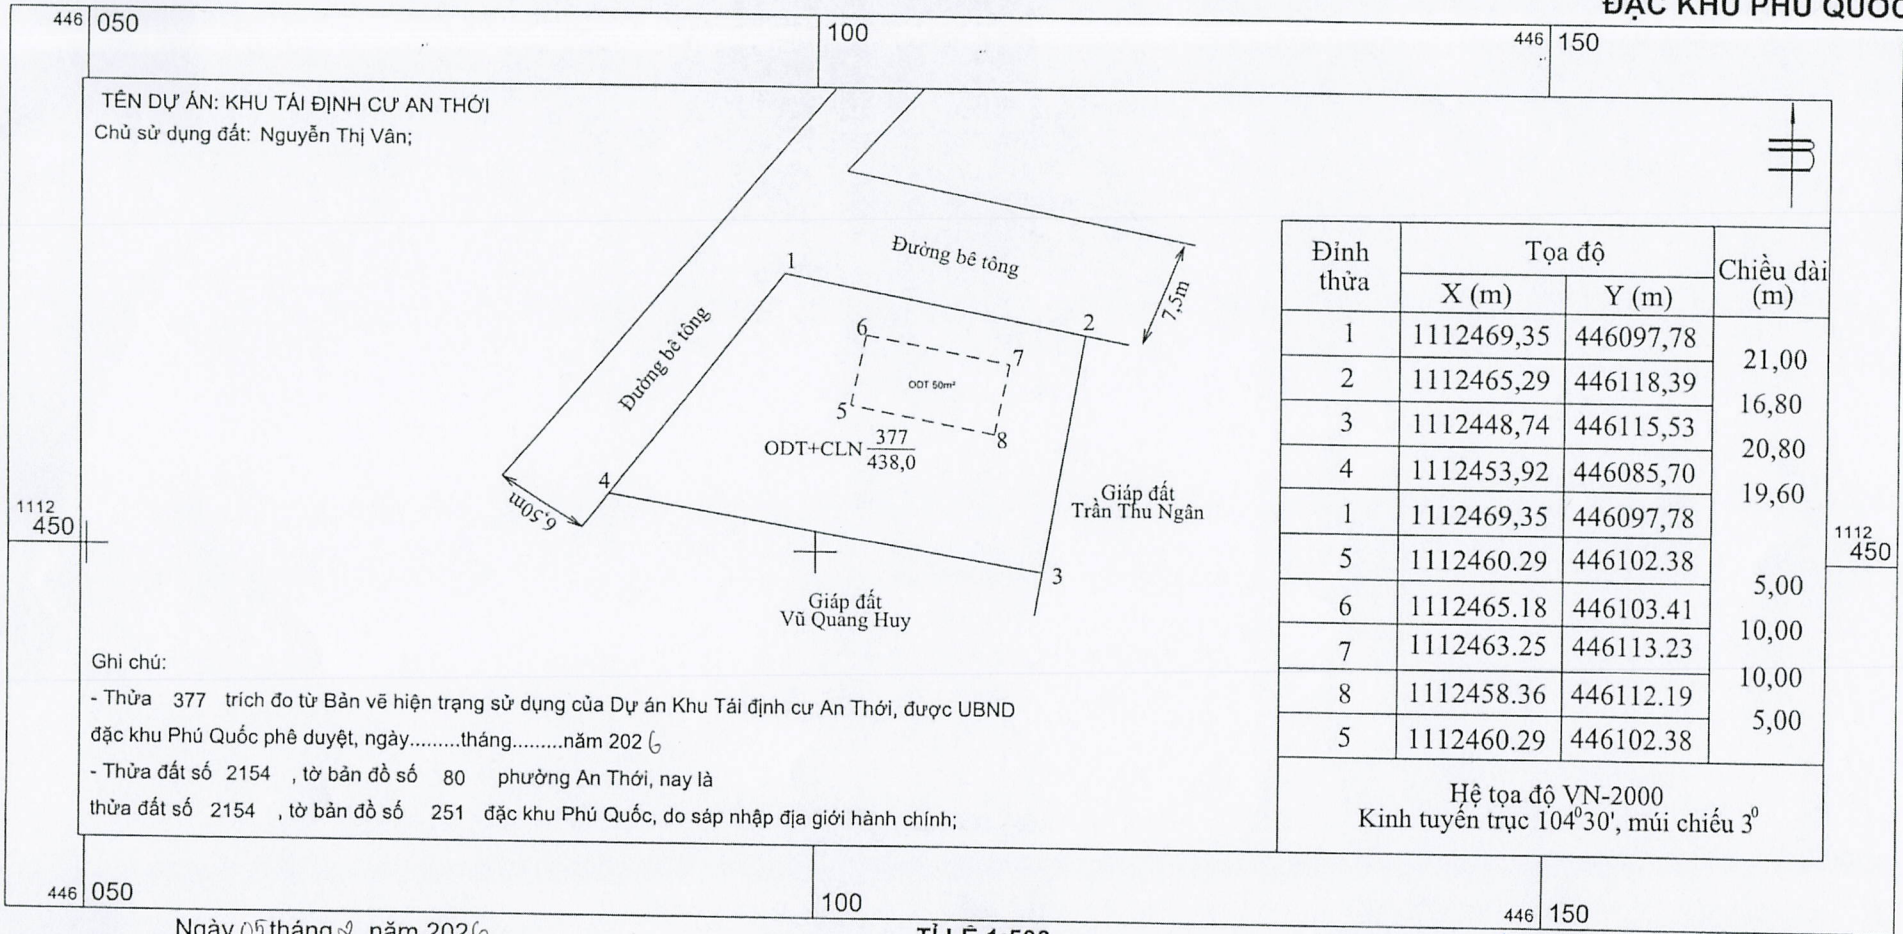 ĐẶC KHU PHÚ QUỐC
446 050
100
446 150
TÊN DỰ ÁN: KHU TÁI ĐỊNH CƯ AN THỚI
Chủ sử dụng đất: Nguyễn Thị Vân;
B
Đường bê tông
7,5m
Đường bê tông
6,50m
1
2
6
7
ODT 50m²
5
8
ODT+CLN 377
438,0
4
3
Giáp đất
Trần Thu Ngân
Giáp đất
Vũ Quang Huy
1112
450
1112
450
Đỉnh thửa Tọa độ Chiều dài (m)
X (m) Y (m)
1 1112469,35 446097,78
21,00
2 1112465,29 446118,39
16,80
3 1112448,74 446115,53
20,80
4 1112453,92 446085,70
19,60
1 1112469,35 446097,78
5 1112460.29 446102.38
5,00
6 1112465.18 446103.41
10,00
7 1112463.25 446113.23
10,00
8 1112458.36 446112.19
5,00
5 1112460.29 446102.38
Hệ tọa độ VN-2000
Kinh tuyến trục 104⁰30', múi chiếu 3⁰
Ghi chú:
- Thửa 377 trích đo từ Bản vẽ hiện trạng sử dụng của Dự án Khu Tái định cư An Thới, được UBND
đặc khu Phú Quốc phê duyệt, ngày.........tháng.........năm 2026
- Thửa đất số 2154 , tờ bản đồ số 80 phường An Thới, nay là
thửa đất số 2154 , tờ bản đồ số 251 đặc khu Phú Quốc, do sáp nhập địa giới hành chính;
446 050
100
446 150
Ngày 05 tháng năm 2026
TỈ LỆ 1:500